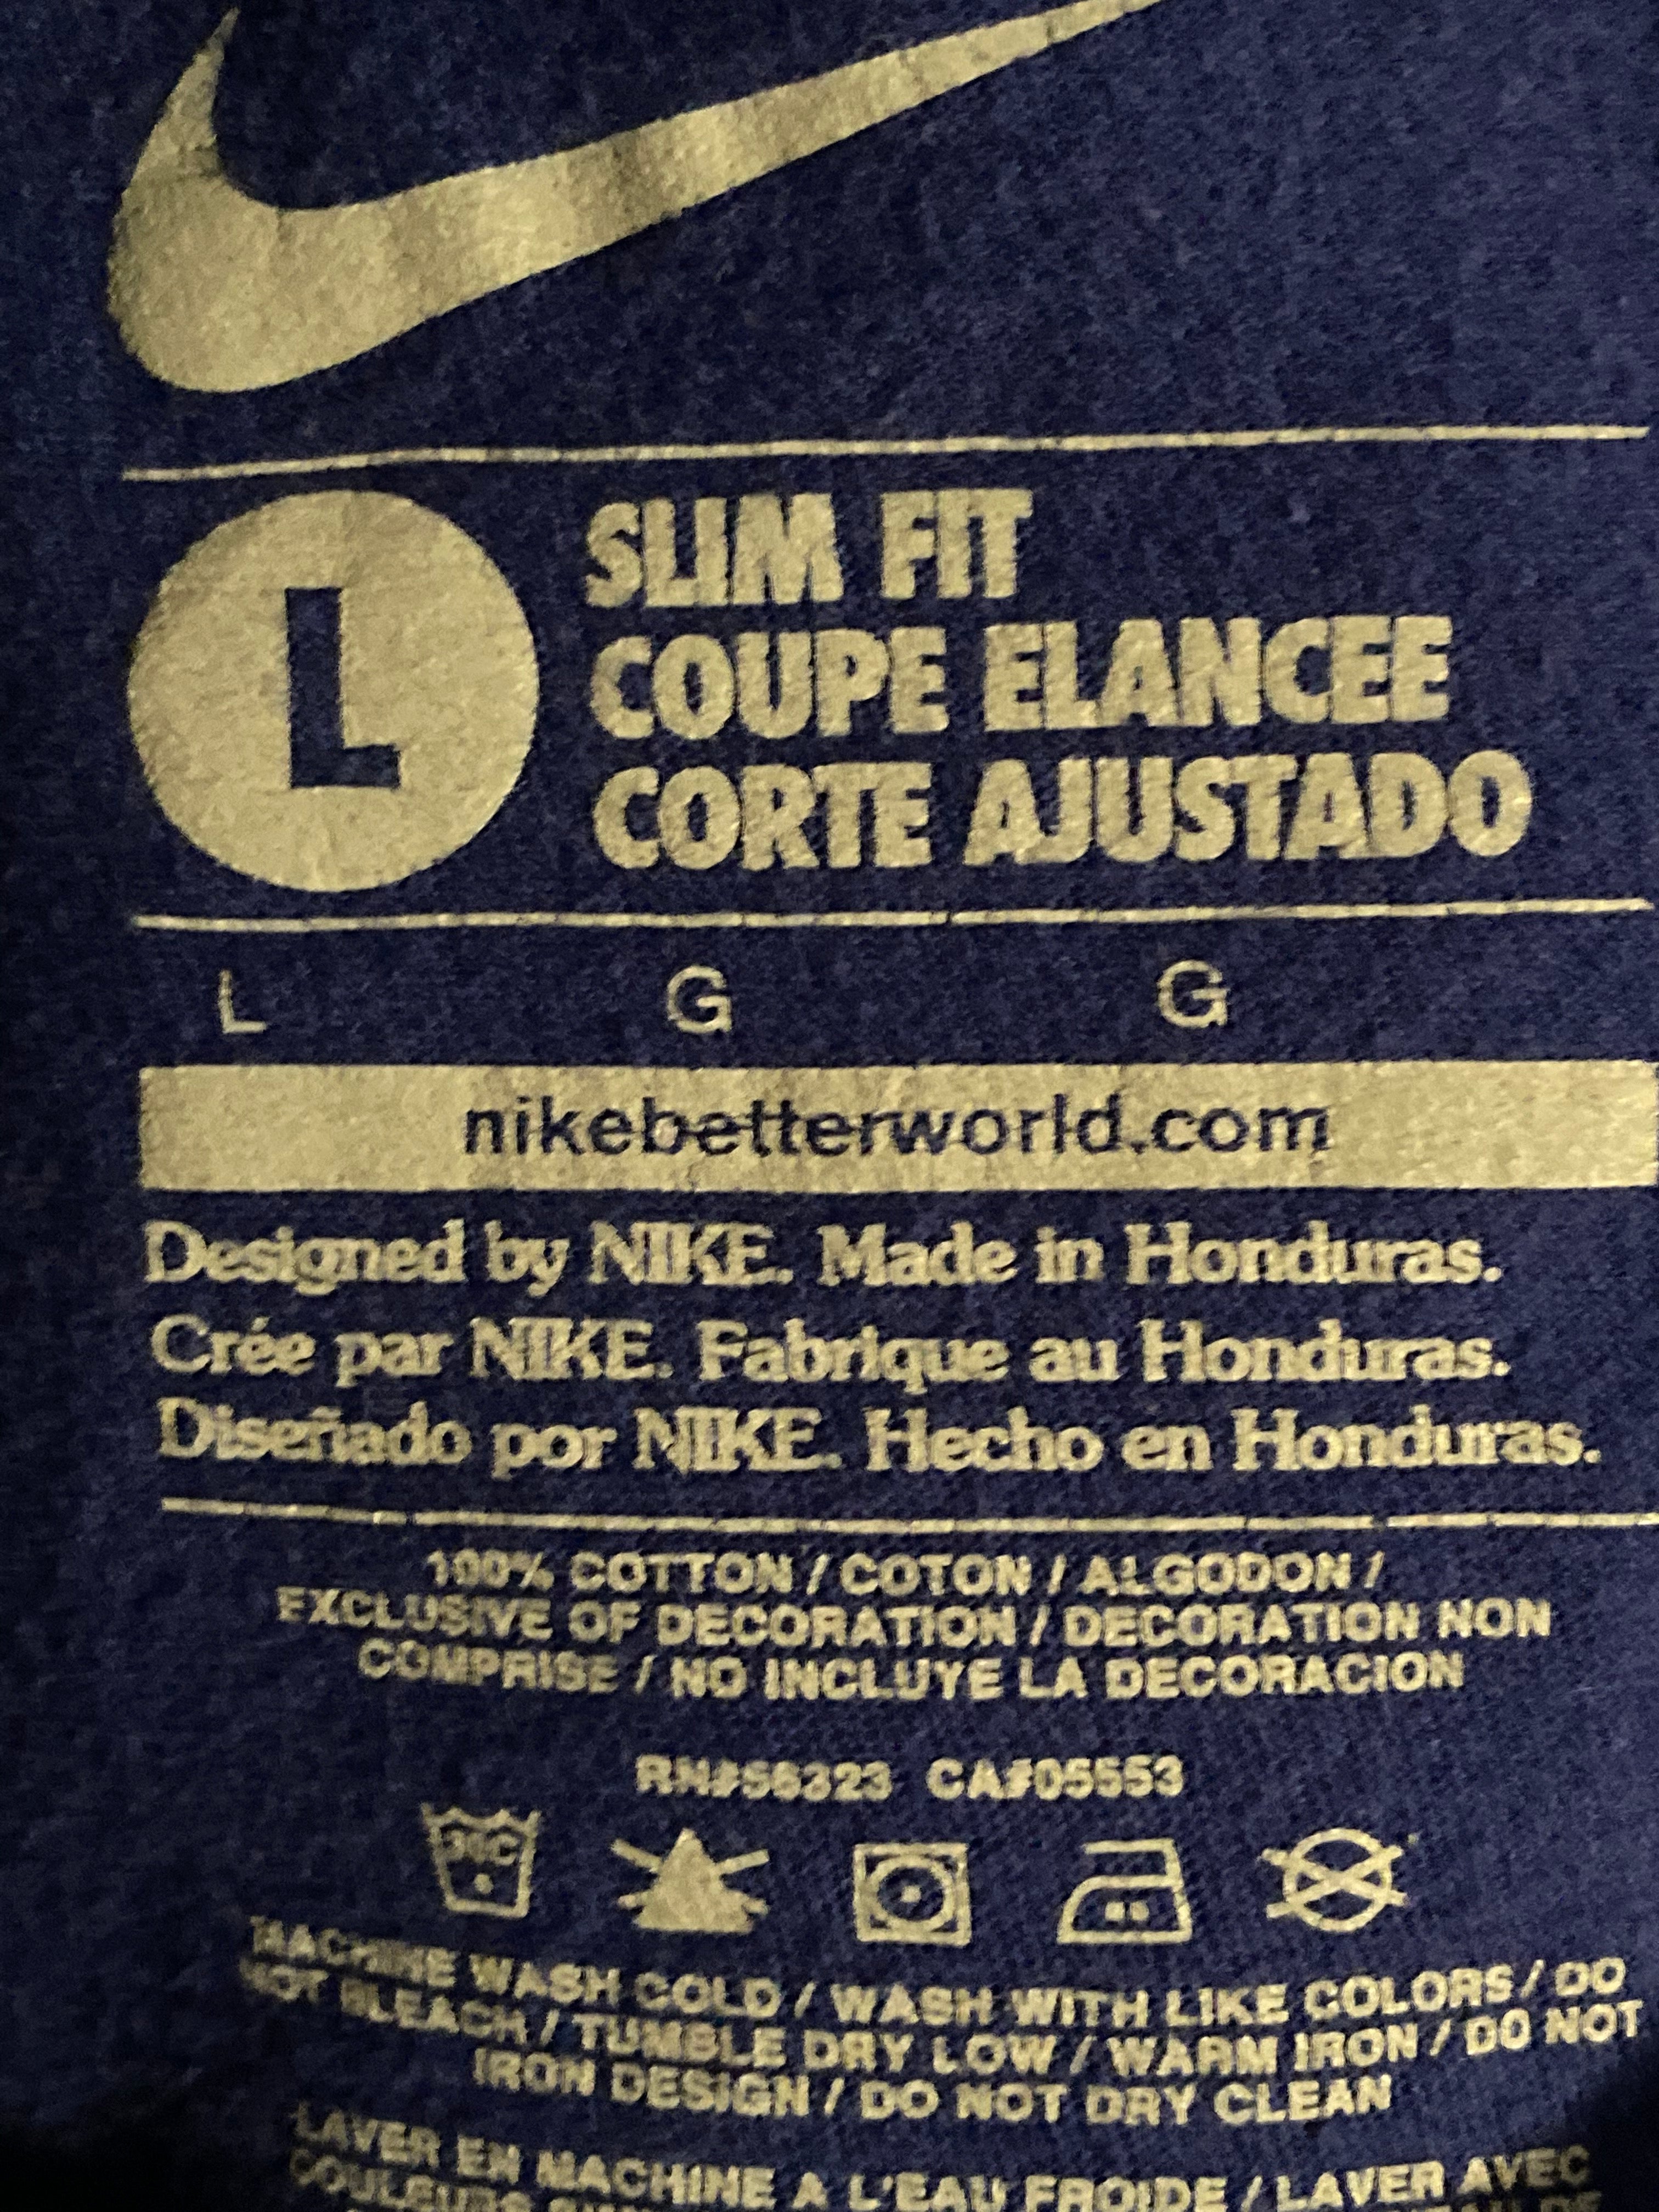 L
SLIM FIT
COUPE ELANCEE
CORTE AJUSTADO
L G G
nikebetterworld.com
Designed by NIKE. Made in Honduras.
Crée par NIKE. Fabrique au Honduras.
Diseñado por NIKE. Hecho en Honduras.
100% COTTON / COTON / ALGODON /
EXCLUSIVE OF DECORATION / DECORATION NON
COMPRISE / NO INCLUYE LA DECORACION
RN#56323 CA#05553
30C
MACHINE WASH COLD / WASH WITH LIKE COLORS / DO
NOT BLEACH / TUMBLE DRY LOW / WARM IRON / DO NOT
IRON DESIGN / DO NOT DRY CLEAN
LAVER EN MACHINE A L'EAU FROIDE / LAVER AVEC
COULEURS